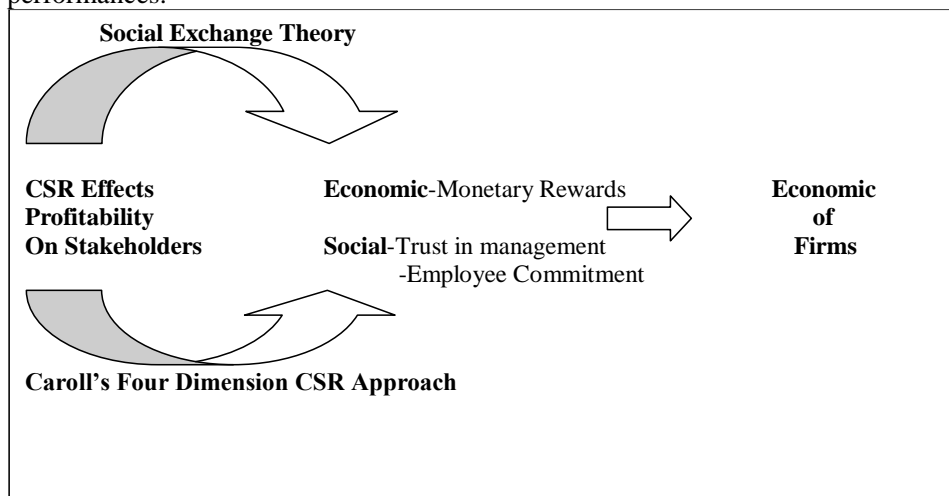 performances.
Social Exchange Theory
CSR Effects
Profitability
On Stakeholders
Economic-Monetary Rewards
Social-Trust in management
-Employee Commitment
Economic
of
Firms
Caroll's Four Dimension CSR Approach